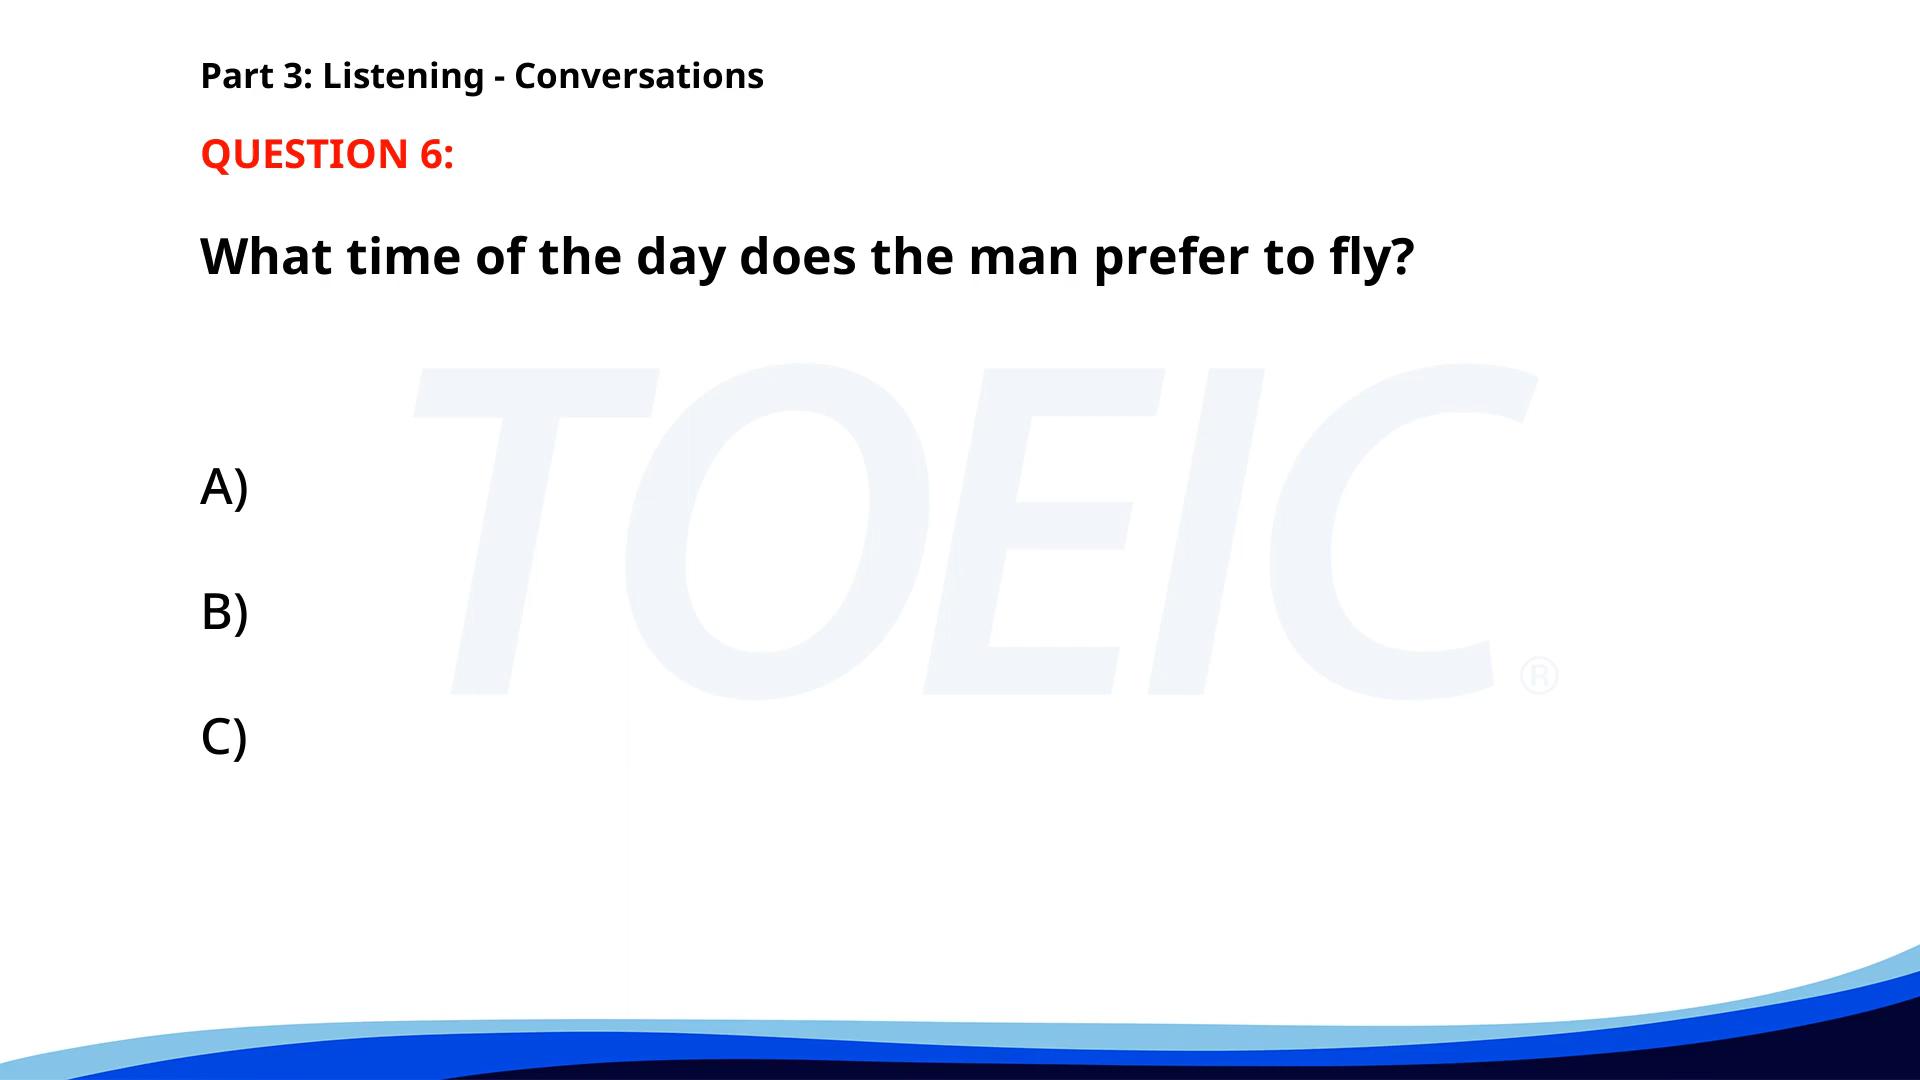 Part 3: Listening - Conversations
QUESTION 6:
What time of the day does the man prefer to fly?
TOEIC®
A)
B)
C)